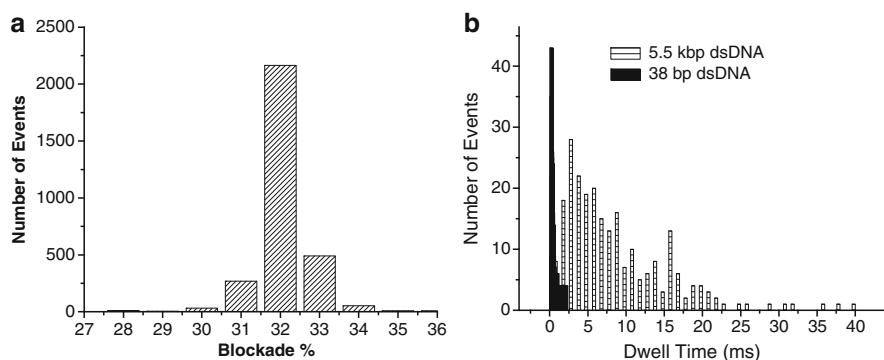 a
2500
2000
1500
1000
500
0
Number of Events
27 28 29 30 31 32 33 34 35 36
Blockade %
b
5.5 kbp dsDNA
38 bp dsDNA
40
30
20
10
0
Number of Events
0 5 10 15 20 25 30 35 40
Dwell Time (ms)